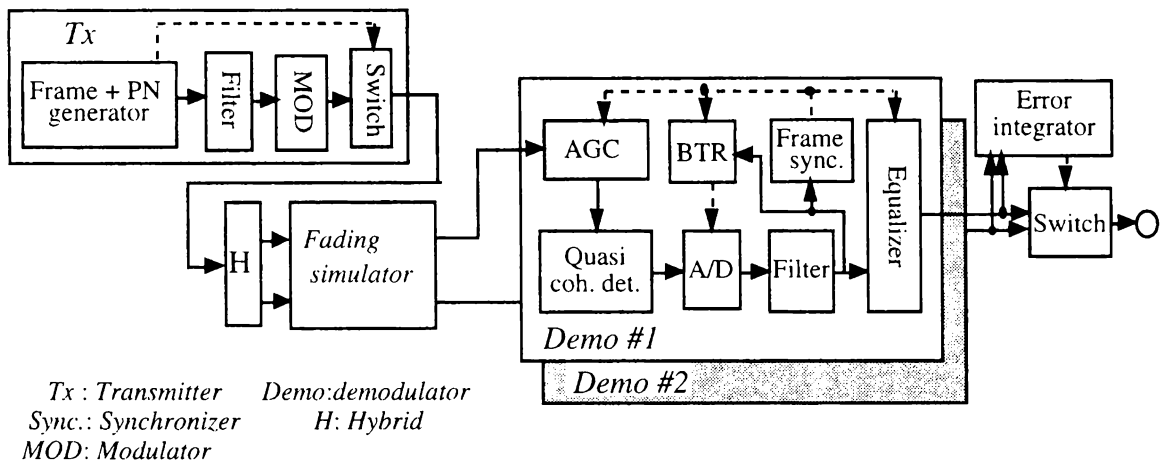 Tx
Frame + PN
generator
Filter
MOD
Switch
H
Fading
simulator
AGC
BTR
Frame
sync.
Equalizer
Quasi
coh. det.
A/D
Filter
Demo #1
Demo #2
Error
integrator
Switch
Tx : Transmitter
Demo:demodulator
Sync.: Synchronizer
H: Hybrid
MOD: Modulator